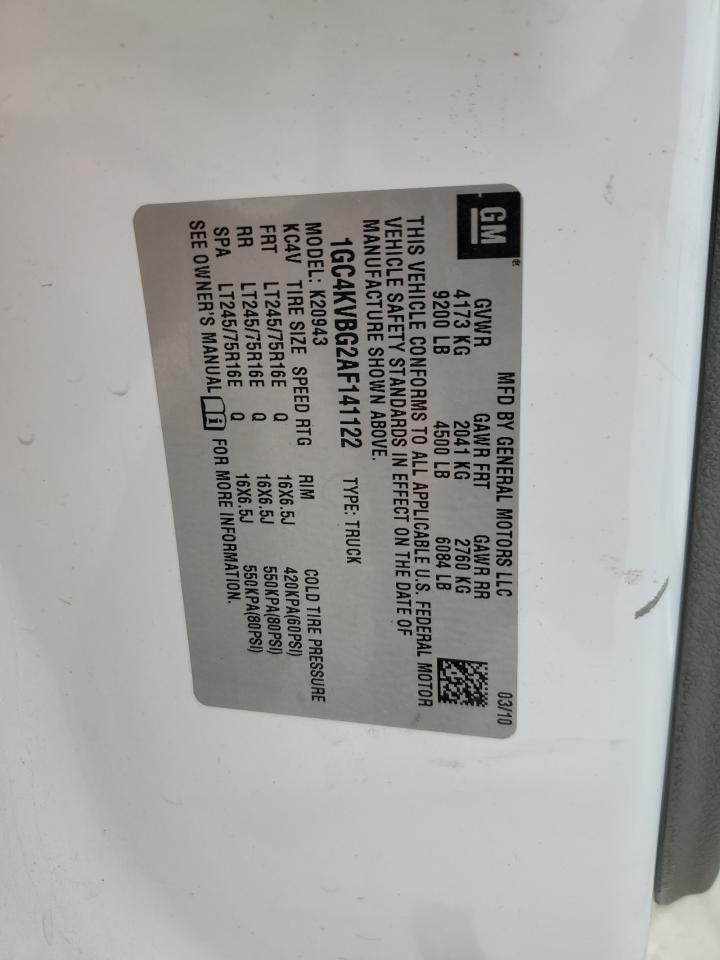 GM
MFD BY GENERAL MOTORS LLC 03/10
GVWR GAWR FRT GAWR RR
4173 KG 2041 KG 2760 KG
9200 LB 4500 LB 6084 LB
THIS VEHICLE CONFORMS TO ALL APPLICABLE U.S. FEDERAL MOTOR
VEHICLE SAFETY STANDARDS IN EFFECT ON THE DATE OF
MANUFACTURE SHOWN ABOVE.
1GC4KVBG2AF141122 TYPE: TRUCK
MODEL: K20943
KC4V TIRE SIZE SPEED RTG RIM COLD TIRE PRESSURE
FRT LT245/75R16E Q 16X6.5J 420KPA(60PSI)
RR LT245/75R16E Q 16X6.5J 550KPA(80PSI)
SPA LT245/75R16E Q 16X6.5J 550KPA(80PSI)
SEE OWNER'S MANUAL FOR MORE INFORMATION.